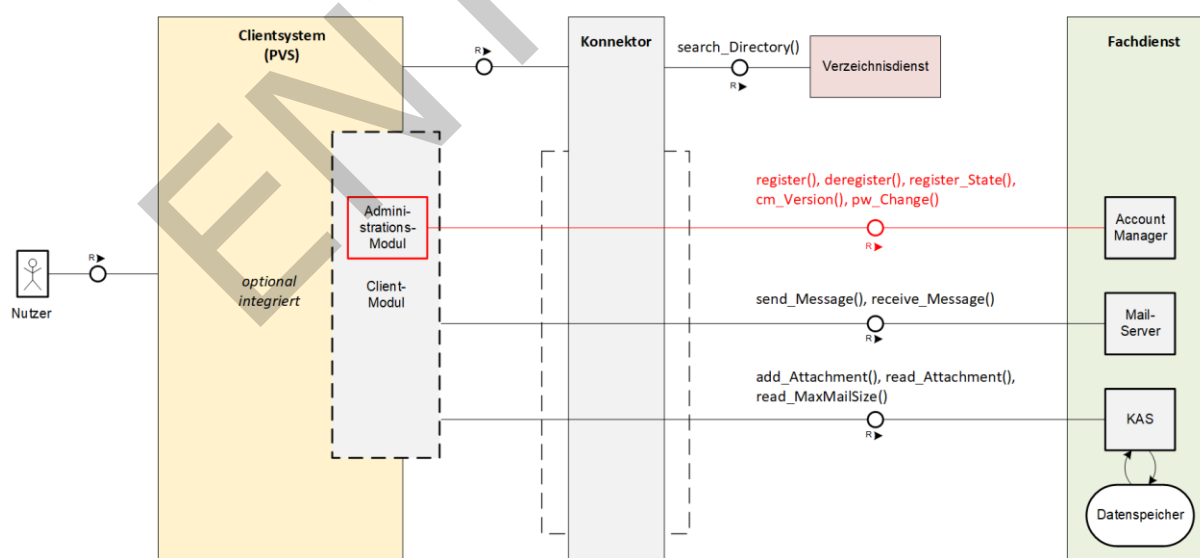 Clientsystem
(PVS)
Konnektor
Fachdienst
R
search_Directory()
R
Verzeichnisdienst
register(), deregister(), register_State(),
cm_Version(), pw_Change()
R
Admini-
strations-
Modul
Account
Manager
R
Nutzer
optional
integriert
Client-
Modul
send_Message(), receive_Message()
R
Mail-
Server
add_Attachment(), read_Attachment(),
read_MaxMailSize()
R
KAS
Datenspeicher